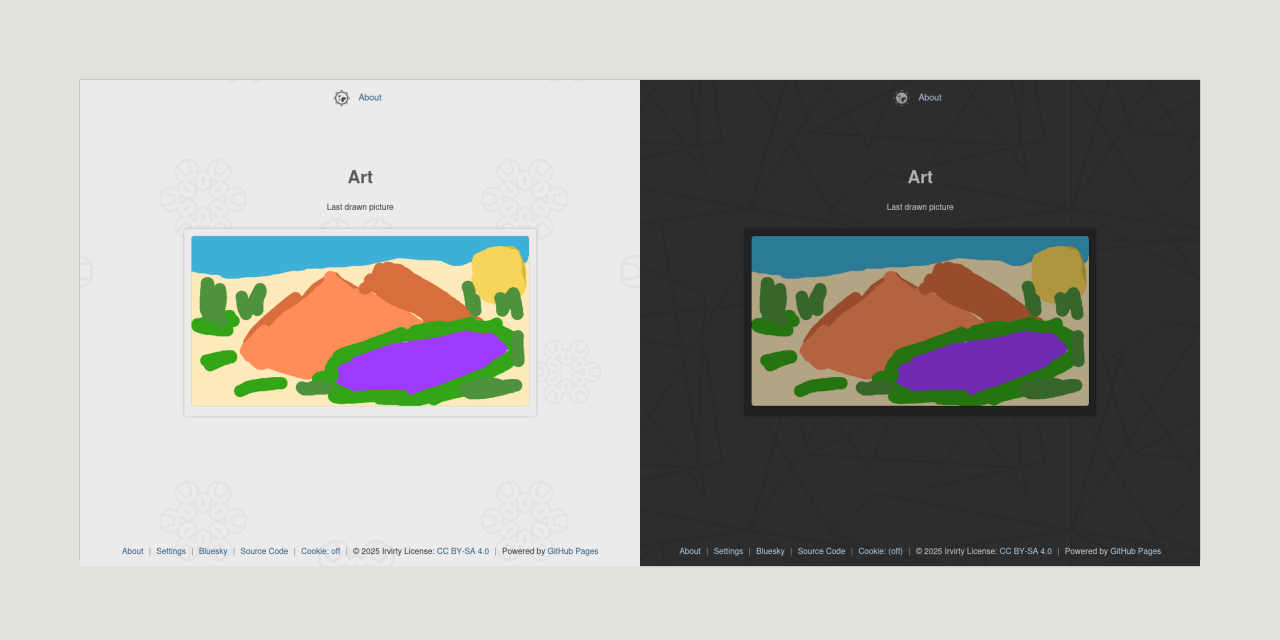 About
Art
Last drawn picture
About | Settings | Bluesky | Source Code | Cookie: off | © 2025 Irvirty License: CC BY-SA 4.0 | Powered by GitHub Pages
About
Art
Last drawn picture
About | Settings | Bluesky | Source Code | Cookie: (off) | © 2025 Irvirty License: CC BY-SA 4.0 | Powered by GitHub Pages